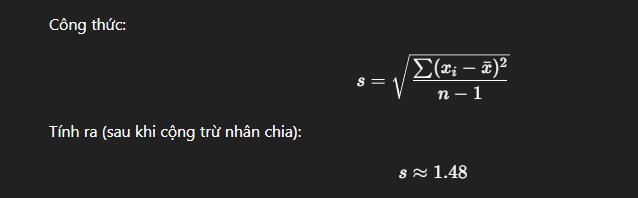 Công thức:
s = √(∑(xᵢ − x̄)² / (n − 1))
Tính ra (sau khi cộng trừ nhân chia):
s ≈ 1.48